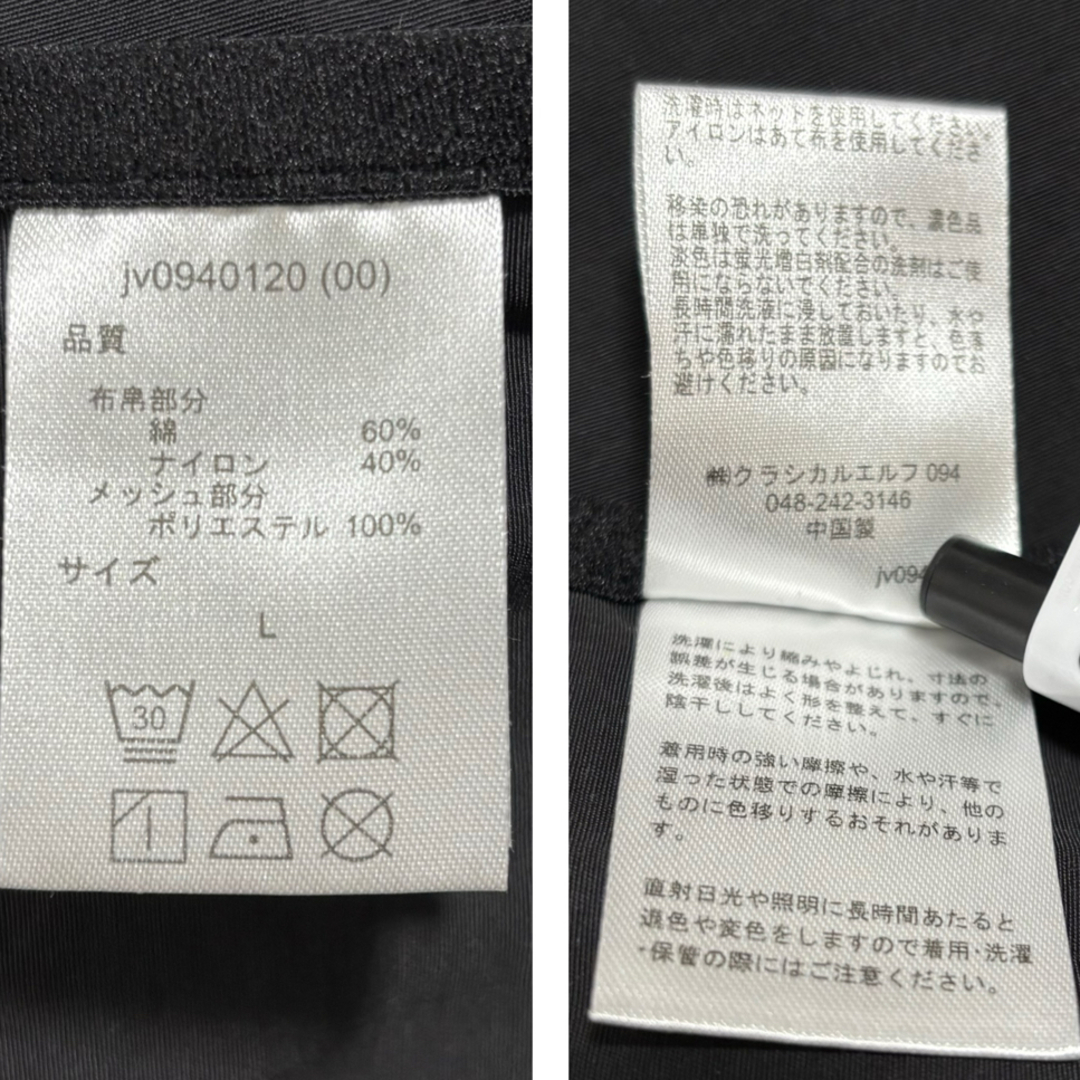 jv0940120 (00)
品質
布帛部分
綿 60%
ナイロン 40%
メッシュ部分
ポリエステル 100%
サイズ
L
30
洗濯時はネットを使用してください。
アイロンはあて布を使用してくださ
い。
移染の恐れがありますので、濃色品
は単独で洗ってください。
淡色は蛍光増白剤配合の洗剤はご使
用にならないでください。
長時間洗液に浸しておいたり、水や
汗に濡れたまま放置しますと、色落
ちや色移りの原因になりますのでお
避けください。
㈱クラシカルエルフ 094
048-242-3146
中国製
jv094
洗濯により縮みやよじれ、寸法の
誤差が生じる場合がありますので、
洗濯後はよく形を整えて、すぐに
陰干ししてください。
着用時の強い摩擦や、水や汗等で
湿った状態での摩擦により、他の
ものに色移りするおそれがありま
す。
直射日光や照明に長時間あたると
退色や変色をしますので着用・洗濯
・保管の際にはご注意ください。